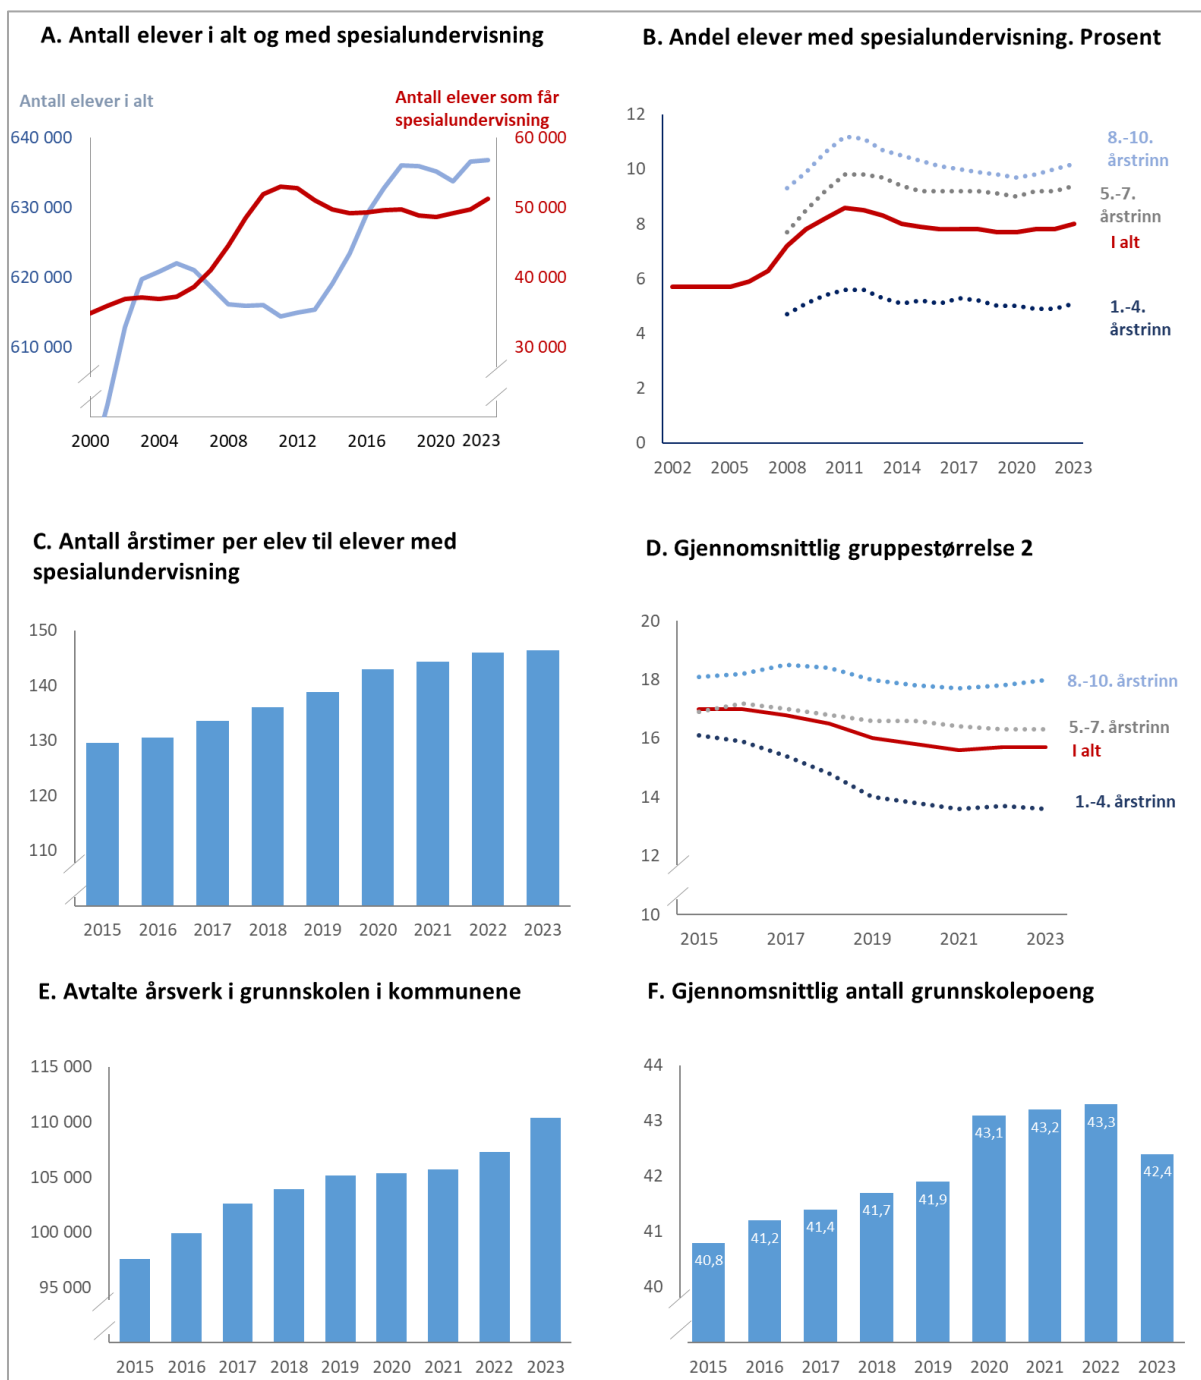 A. Antall elever i alt og med spesialundervisning
Antall elever i alt
Antall elever som får
spesialundervisning
640 000
630 000
620 000
610 000
60 000
50 000
40 000
30 000
2000 2004 2008 2012 2016 2020 2023
B. Andel elever med spesialundervisning. Prosent
12
10
8
6
4
2
0
8.-10.
årstrinn
5.-7.
årstrinn
I alt
1.-4.
årstrinn
2002 2005 2008 2011 2014 2017 2020 2023
C. Antall årstimer per elev til elever med
spesialundervisning
150
140
130
120
110
2015 2016 2017 2018 2019 2020 2021 2022 2023
D. Gjennomsnittlig gruppestørrelse 2
20
18
16
14
12
10
8.-10. årstrinn
5.-7. årstrinn
I alt
1.-4. årstrinn
2015 2017 2019 2021 2023
E. Avtalte årsverk i grunnskolen i kommunene
115 000
110 000
105 000
100 000
95 000
2015 2016 2017 2018 2019 2020 2021 2022 2023
F. Gjennomsnittlig antall grunnskolepoeng
44
43
42
41
40
40,8 41,2 41,4 41,7 41,9 43,1 43,2 43,3 42,4
2015 2016 2017 2018 2019 2020 2021 2022 2023